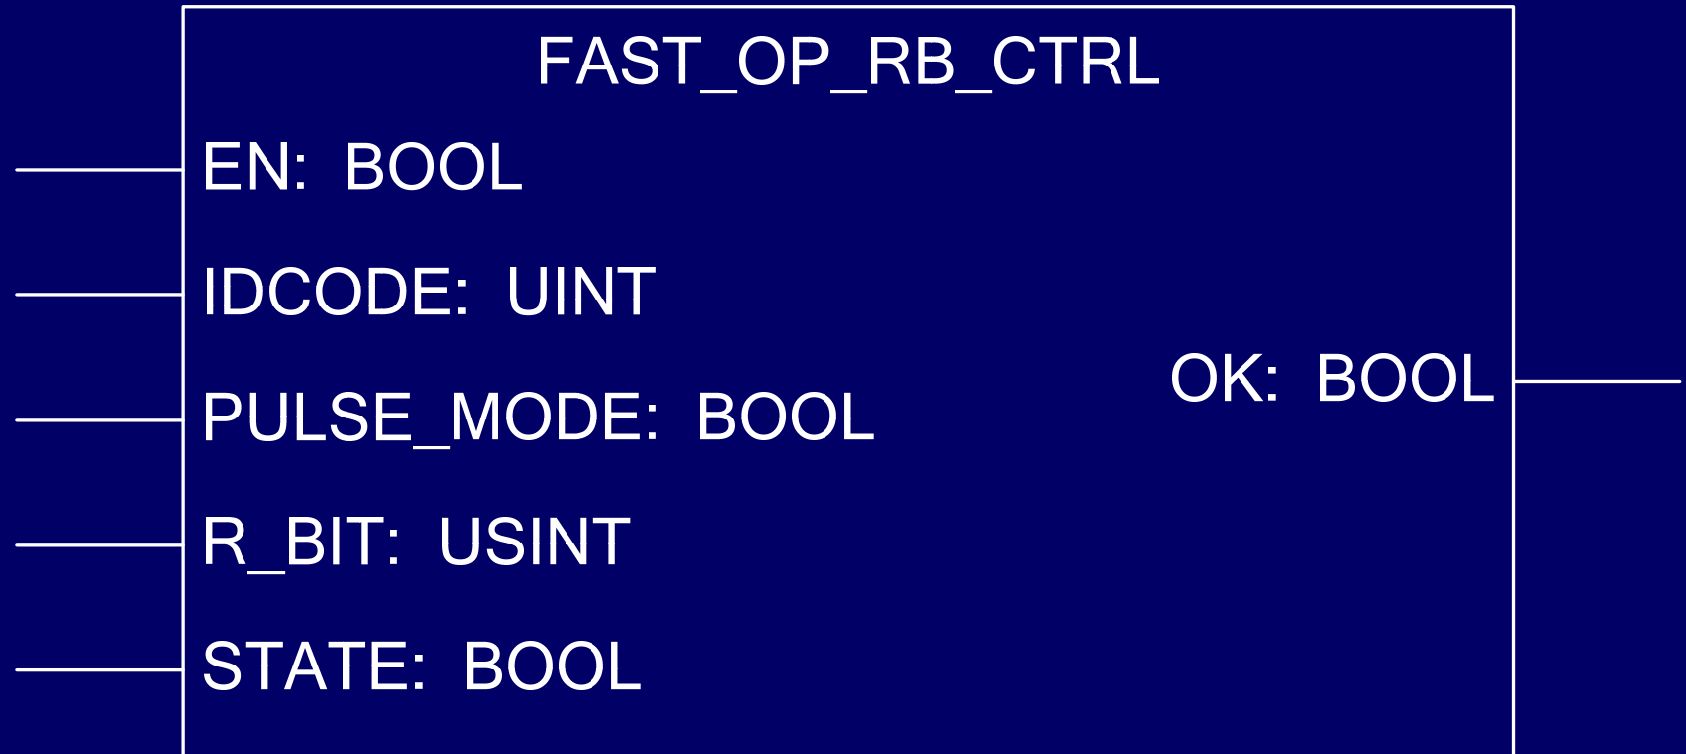 FAST_OP_RB_CTRL
EN: BOOL
IDCODE: UINT
OK: BOOL
PULSE_MODE: BOOL
R_BIT: USINT
STATE: BOOL